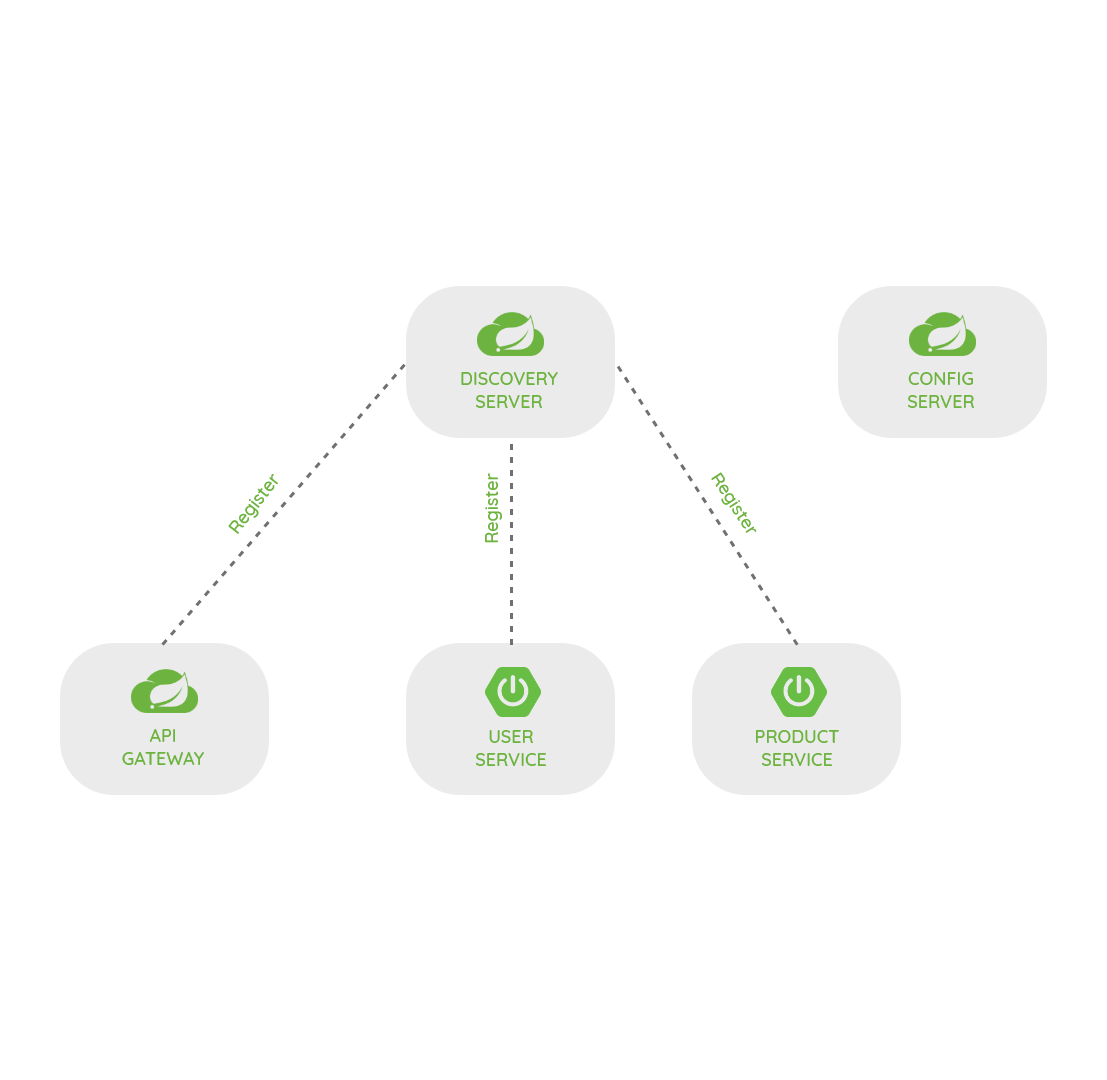 DISCOVERY
SERVER
CONFIG
SERVER
Register
Register
Register
API
GATEWAY
USER
SERVICE
PRODUCT
SERVICE